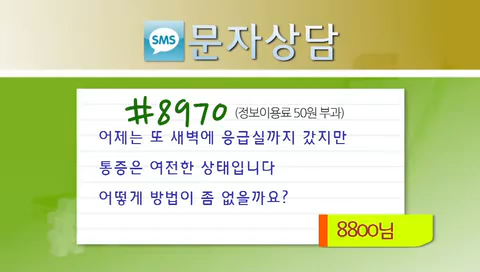 SMS 문자상담
#8970 (정보이용료 50원 부과)
어제는 또 새벽에 응급실까지 갔지만
통증은 여전한 상태입니다
어떻게 방법이 좀 없을까요?
8800님